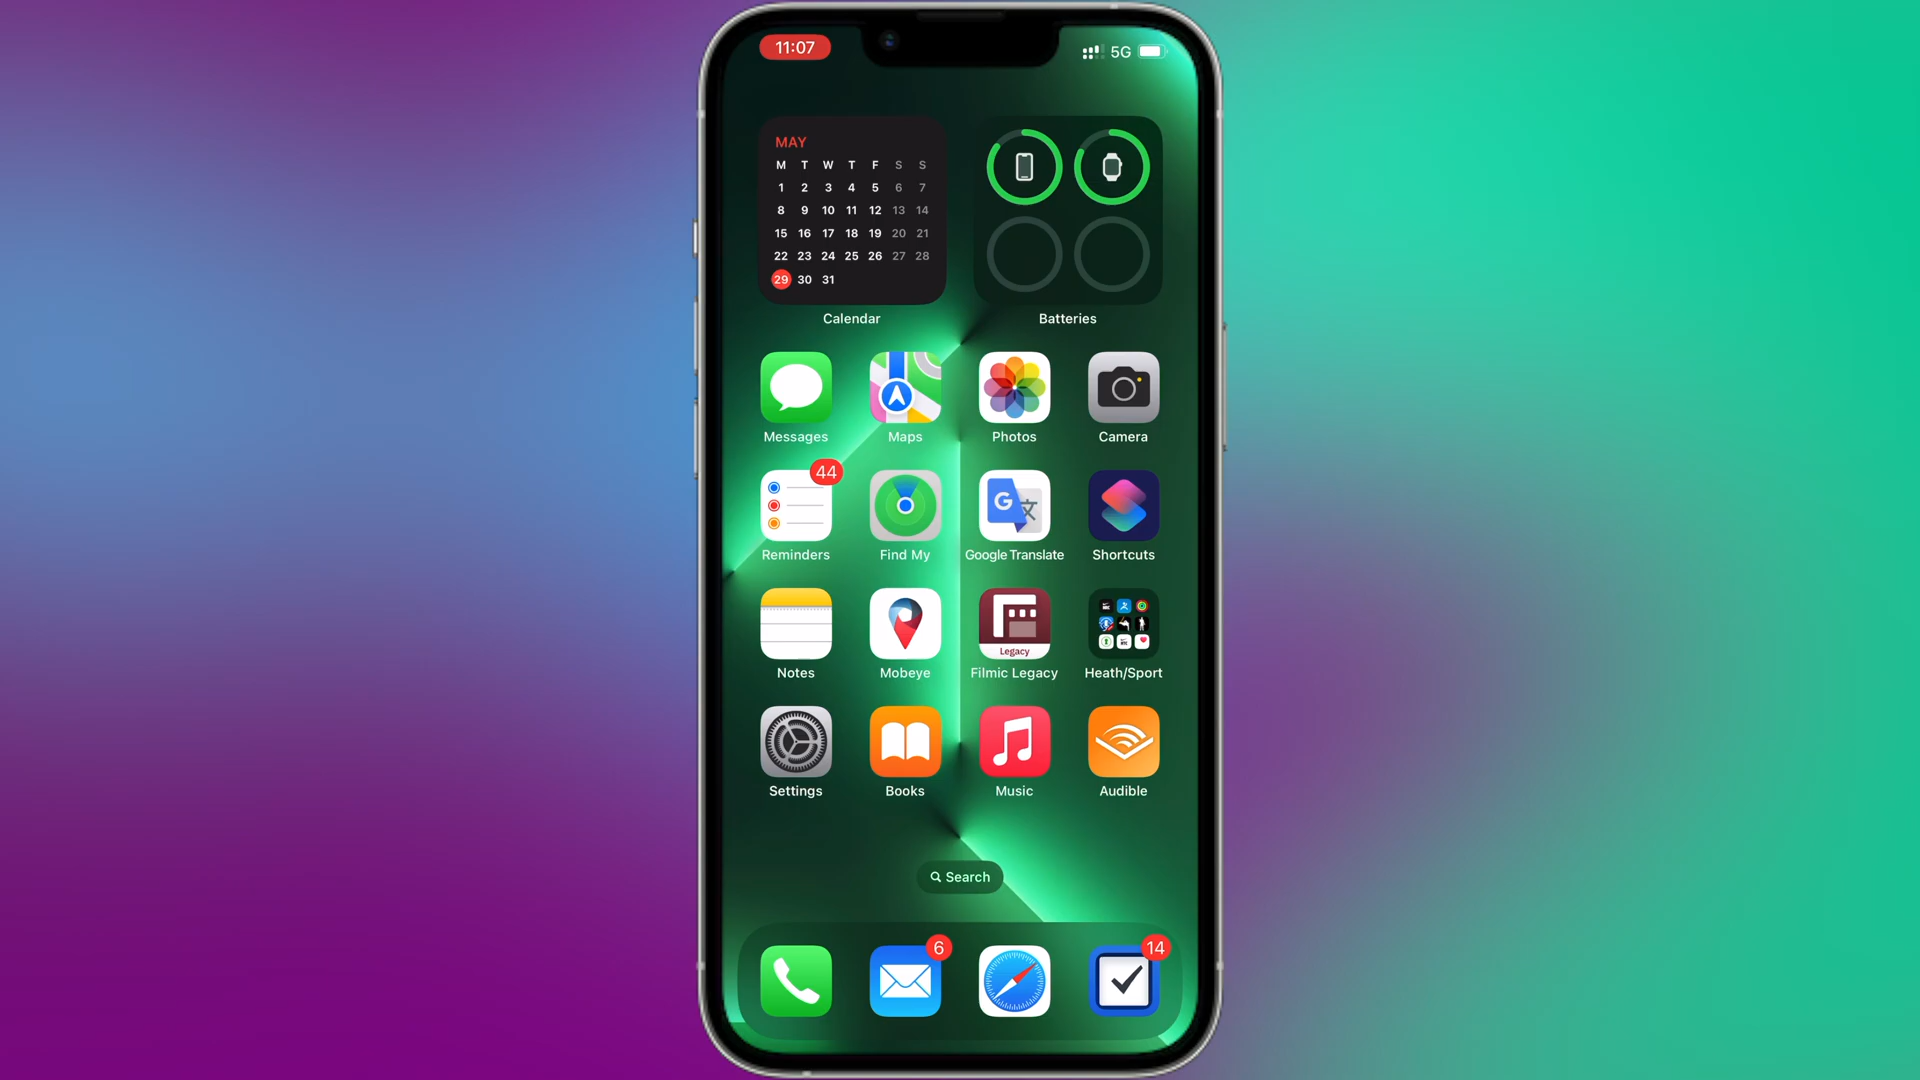 11:07
5G
MAY
M T W T F S S
1 2 3 4 5 6 7
8 9 10 11 12 13 14
15 16 17 18 19 20 21
22 23 24 25 26 27 28
29 30 31
Calendar
Batteries
Messages
Maps
Photos
Camera
44
G 文
Reminders
Find My
Google Translate
Shortcuts
Legacy
Notes
Mobeye
Filmic Legacy
Heath/Sport
Settings
Books
Music
Audible
Search
6
14